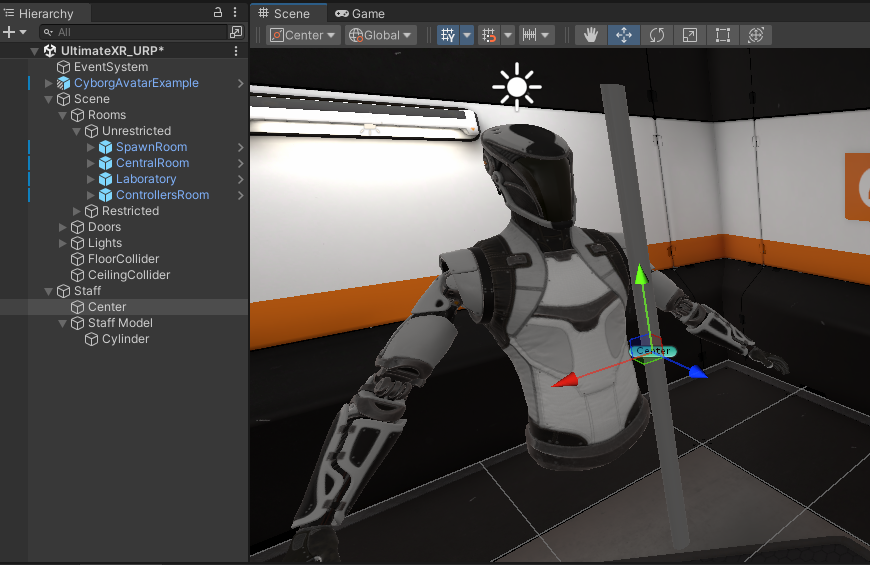 Hierarchy
Scene
Game
All
Center
Global
UltimateXR_URP*
EventSystem
CyborgAvatarExample
Scene
Rooms
Unrestricted
SpawnRoom
CentralRoom
Laboratory
ControllersRoom
Restricted
Doors
Lights
FloorCollider
CeilingCollider
Staff
Center
Staff Model
Cylinder
Center